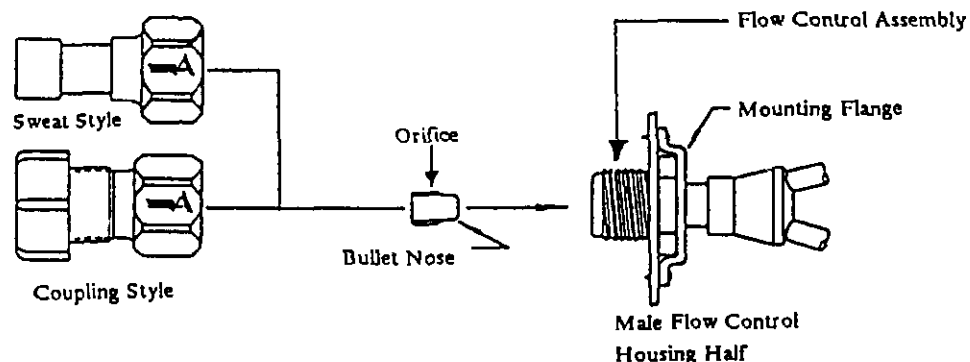 Flow Control Assembly
Mounting Flange
Sweat Style
Orifice
Bullet Nose
Coupling Style
Male Flow Control
Housing Half